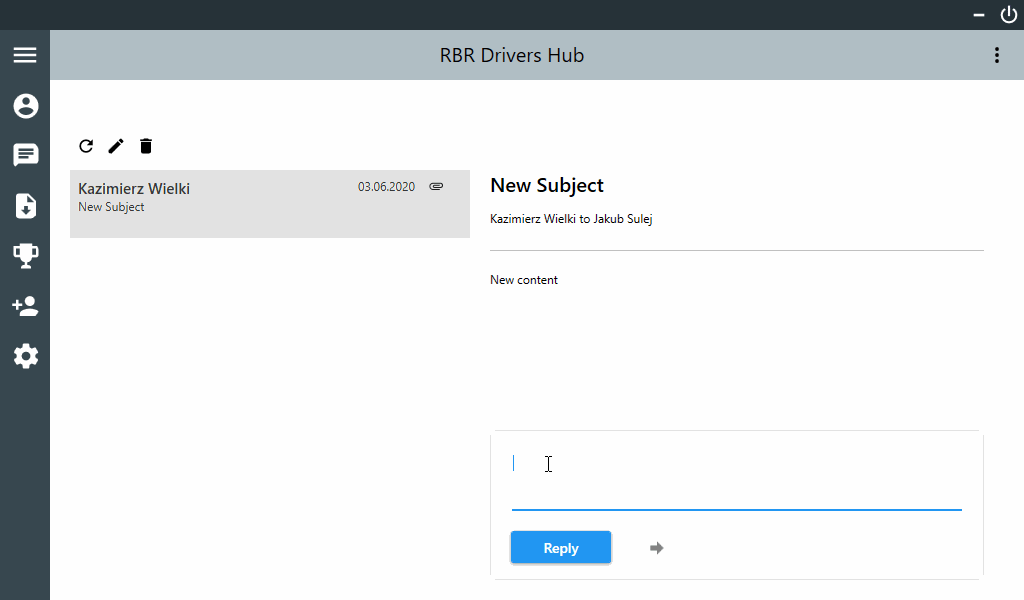 RBR Drivers Hub
Kazimierz Wielki
03.06.2020
New Subject
New Subject
Kazimierz Wielki to Jakub Sulej
New content
Reply